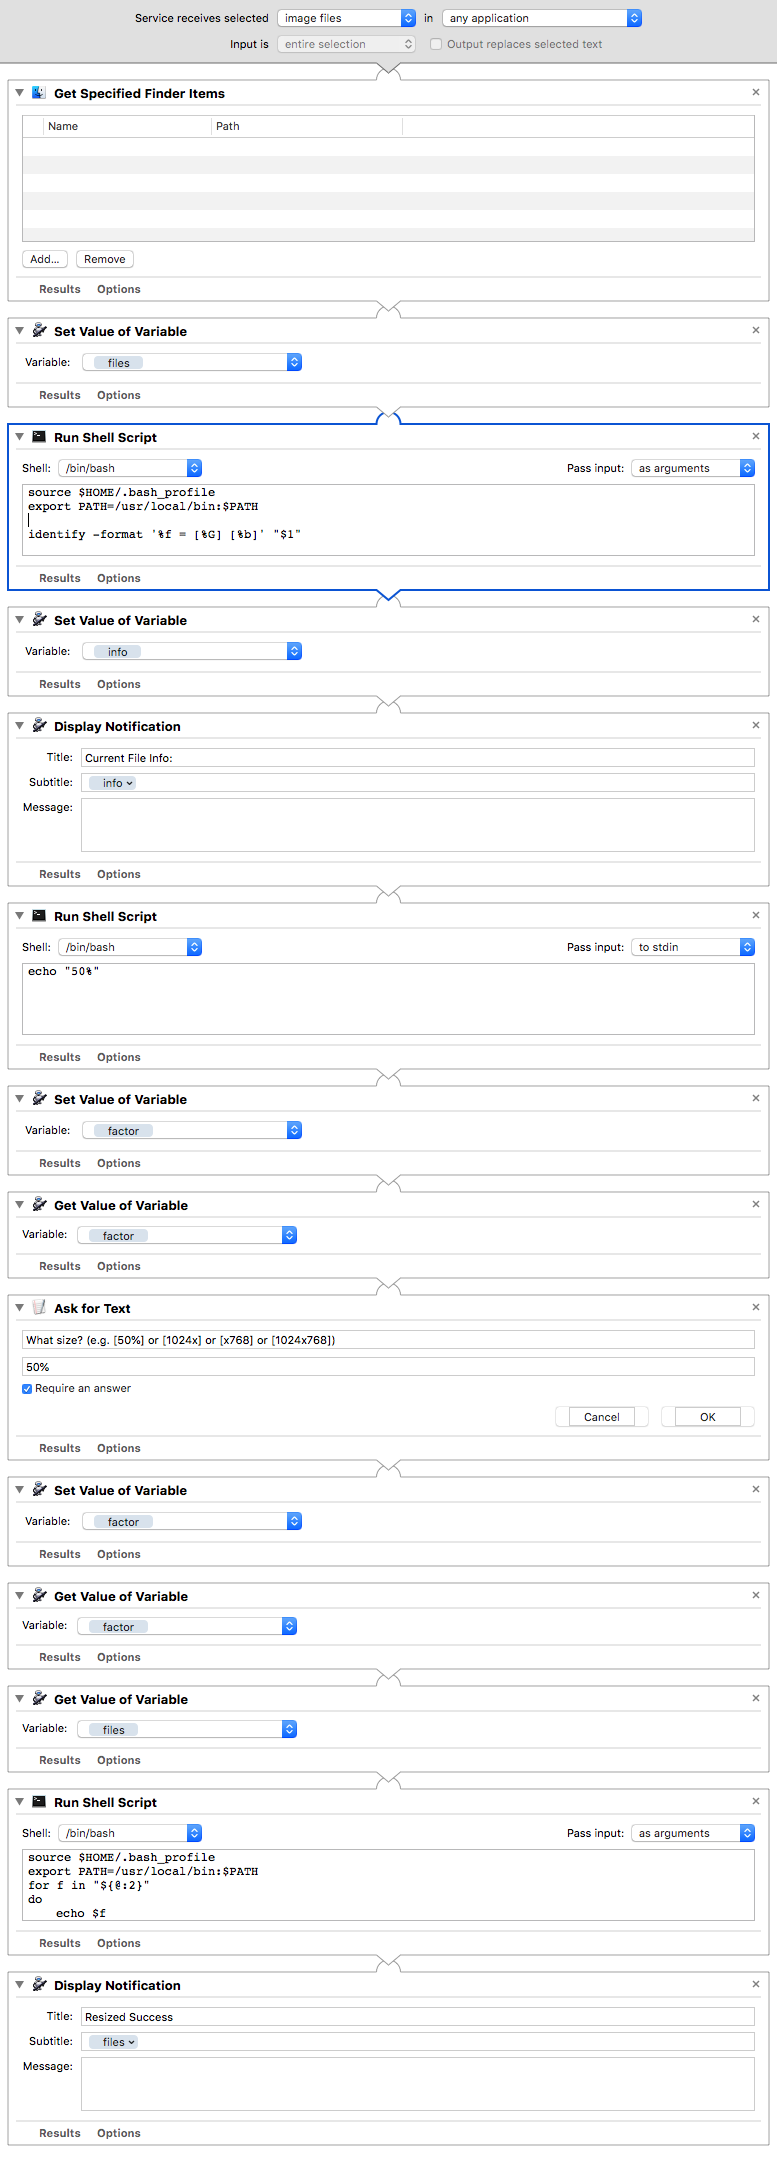 Service receives selected image files in any application
Input is entire selection Output replaces selected text
Get Specified Finder Items
Name Path
Add... Remove
Results Options
Set Value of Variable
Variable: files
Results Options
Run Shell Script
Shell: /bin/bash Pass input: as arguments
source $HOME/.bash_profile
export PATH=/usr/local/bin:$PATH
identify -format '%f = [%G] [%b]' "$1"
Results Options
Set Value of Variable
Variable: info
Results Options
Display Notification
Title: Current File Info:
Subtitle: info
Message:
Results Options
Run Shell Script
Shell: /bin/bash Pass input: to stdin
echo "50%"
Results Options
Set Value of Variable
Variable: factor
Results Options
Get Value of Variable
Variable: factor
Results Options
Ask for Text
What size? (e.g. [50%] or [1024x] or [x768] or [1024x768])
50%
Require an answer
Cancel OK
Results Options
Set Value of Variable
Variable: factor
Results Options
Get Value of Variable
Variable: factor
Results Options
Get Value of Variable
Variable: files
Results Options
Run Shell Script
Shell: /bin/bash Pass input: as arguments
source $HOME/.bash_profile
export PATH=/usr/local/bin:$PATH
for f in "${@:2}"
do
echo $f
Results Options
Display Notification
Title: Resized Success
Subtitle: files
Message:
Results Options